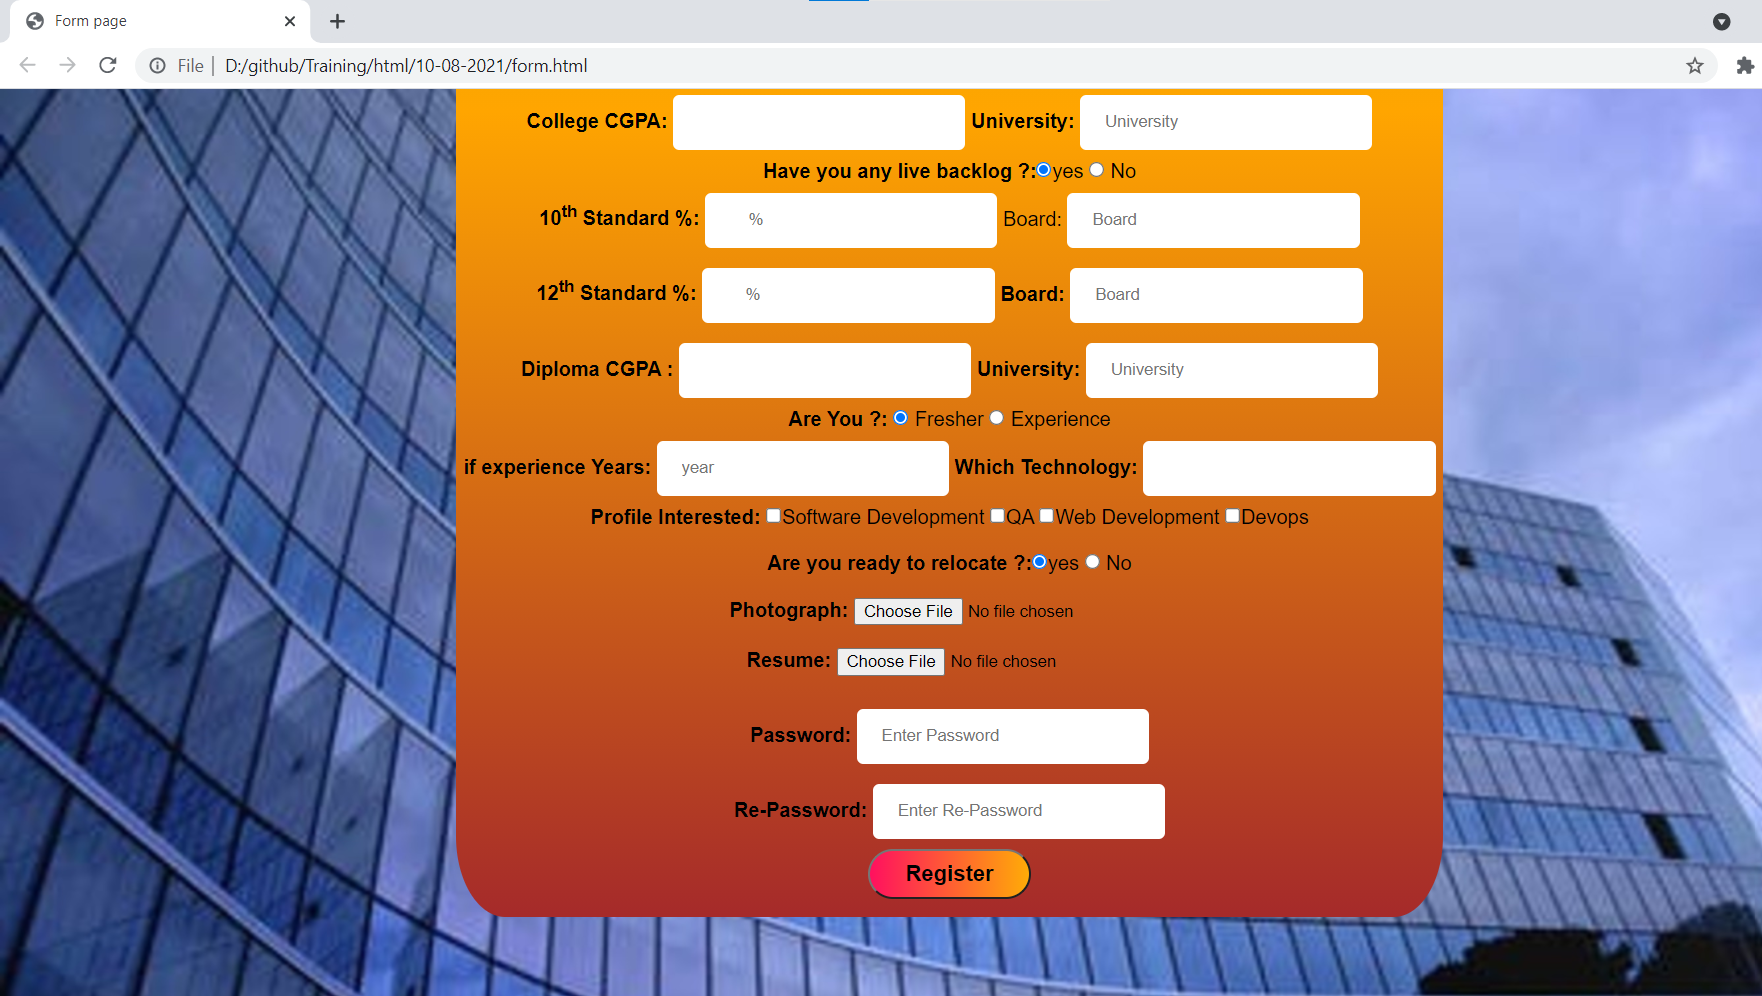 Form page
File D:/github/Training/html/10-08-2021/form.html
College CGPA: University: University
Have you any live backlog ?:yes No
10th Standard %: % Board: Board
12th Standard %: % Board: Board
Diploma CGPA : University: University
Are You ?: Fresher Experience
if experience Years: year Which Technology:
Profile Interested: Software Development QA Web Development Devops
Are you ready to relocate ?:yes No
Photograph: Choose File No file chosen
Resume: Choose File No file chosen
Password: Enter Password
Re-Password: Enter Re-Password
Register